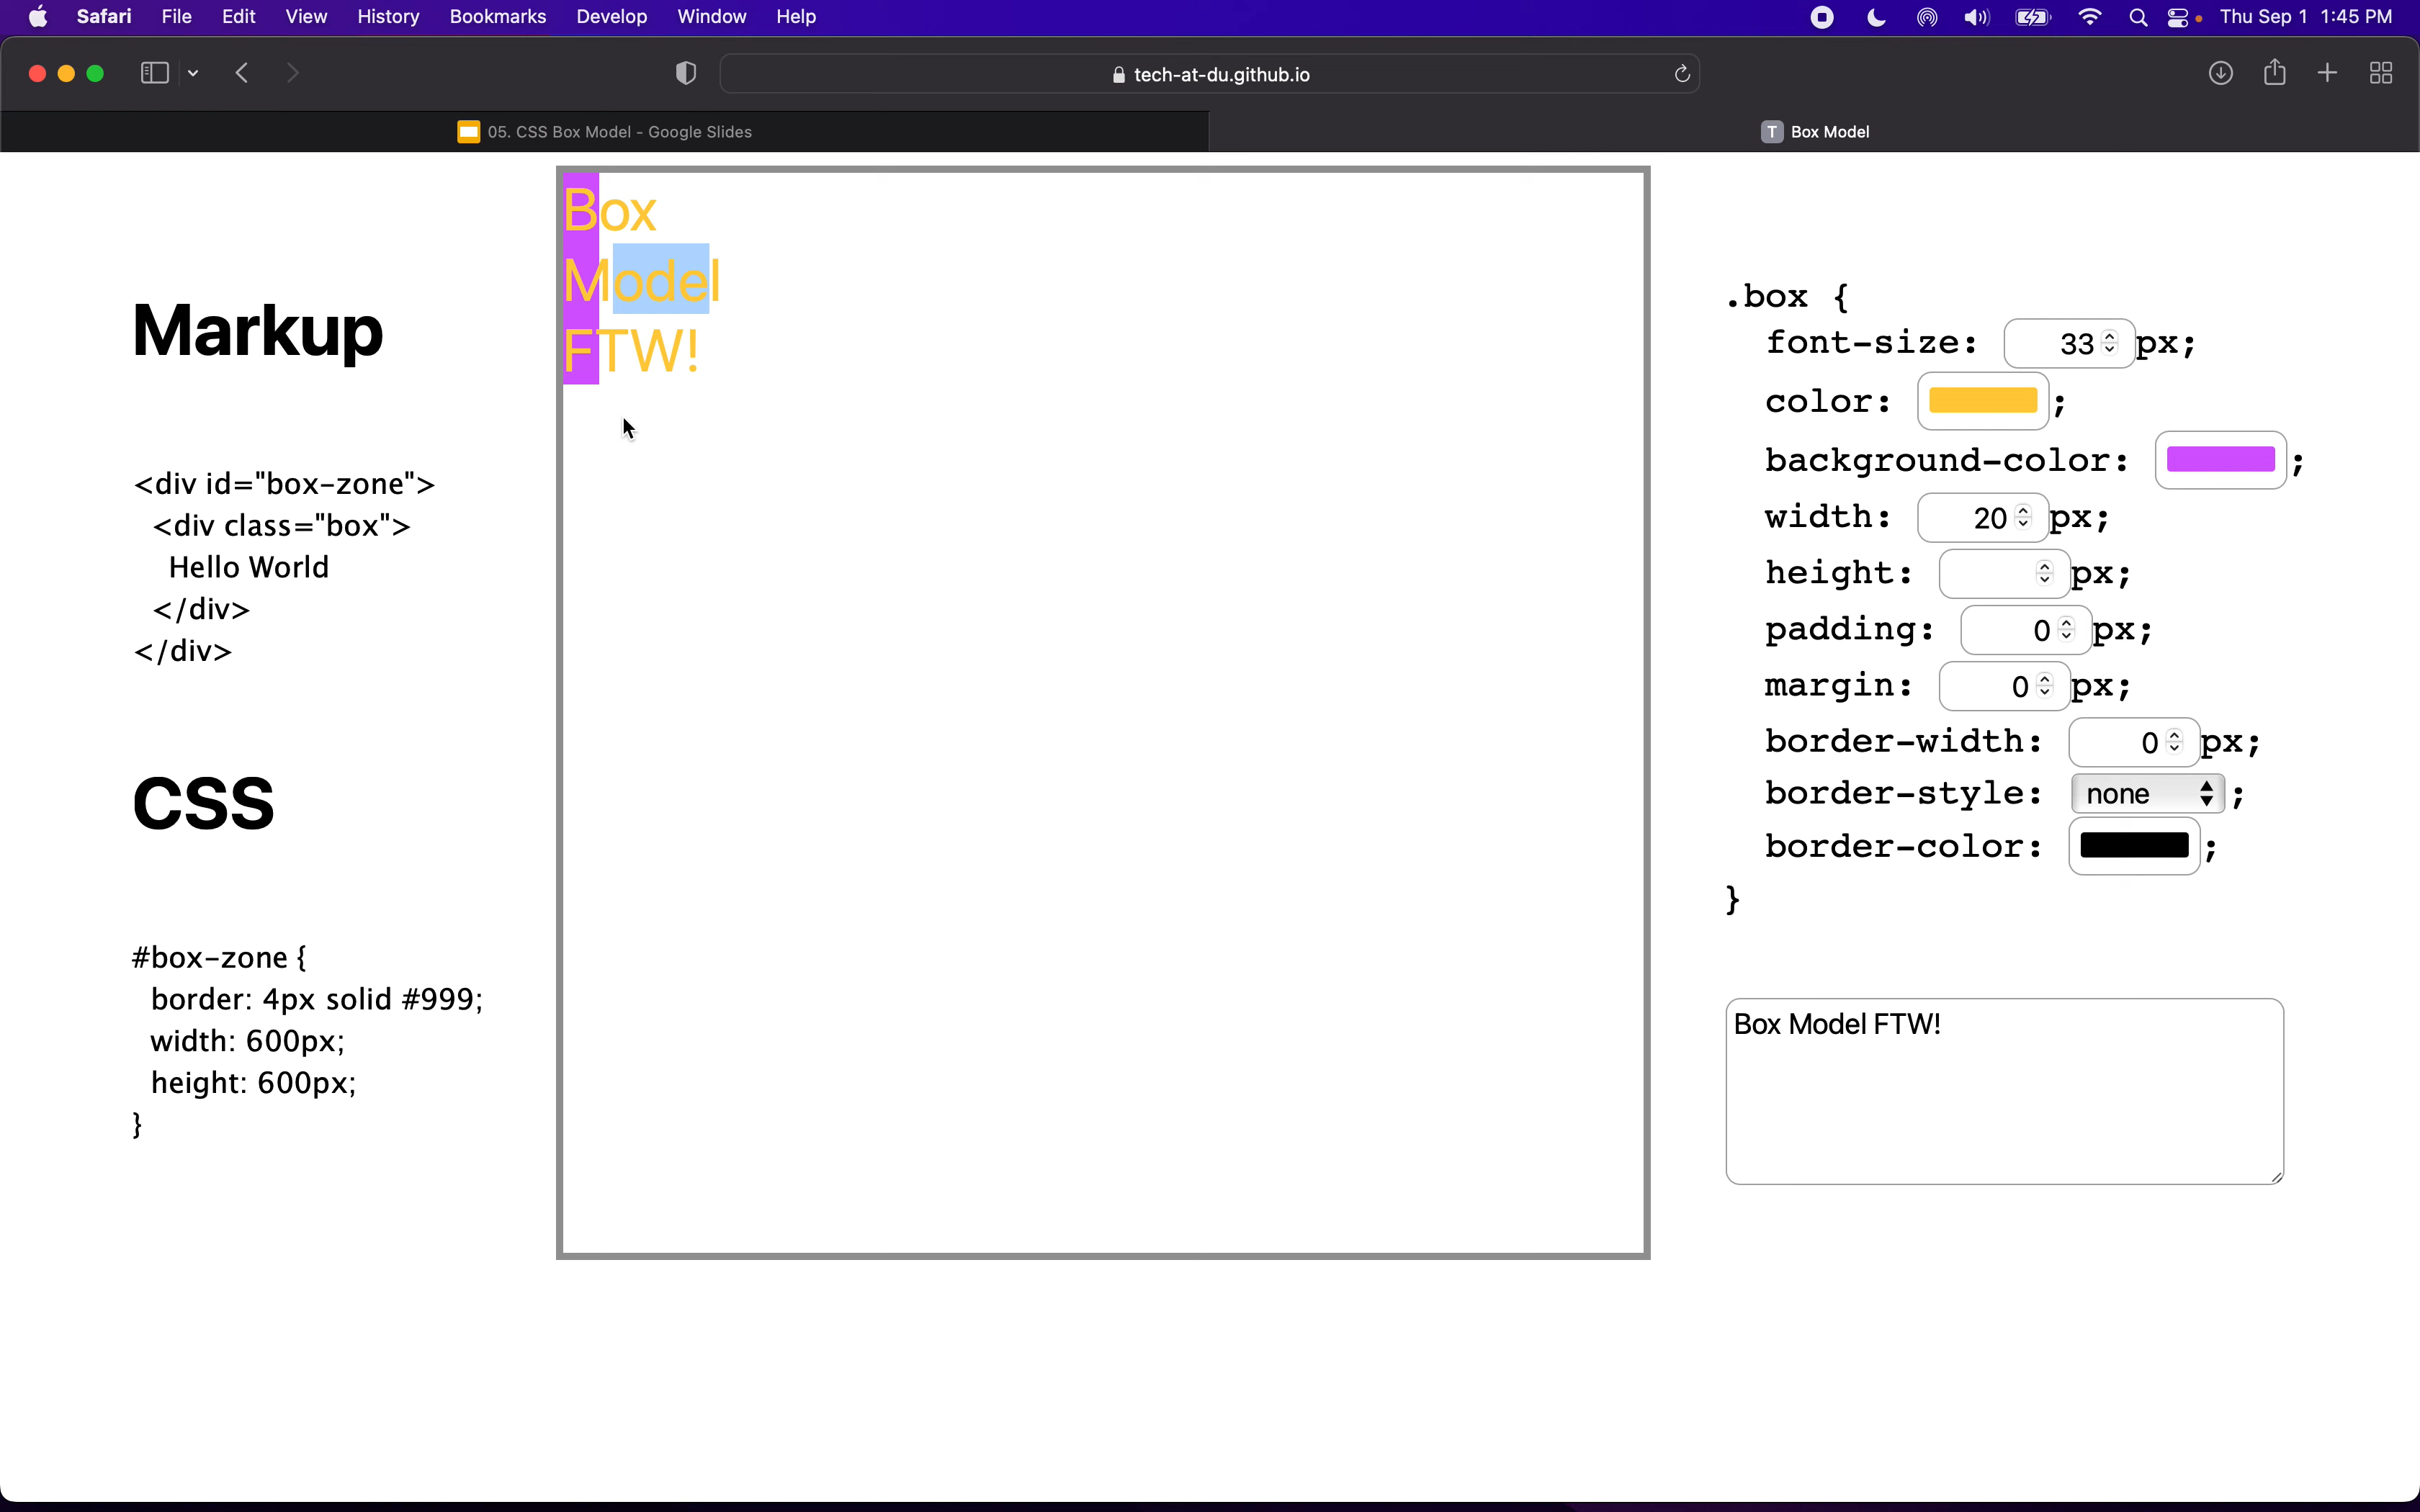 Safari File Edit View History Bookmarks Develop Window Help Thu Sep 1 1:45 PM
tech-at-du.github.io
05. CSS Box Model - Google Slides
T Box Model
Markup
<div id="box-zone">
<div class="box">
Hello World
</div>
</div>
CSS
#box-zone {
border: 4px solid #999;
width: 600px;
height: 600px;
}
Box
Model
FTW!
.box {
font-size: 33 px;
color: ;
background-color: ;
width: 20 px;
height: px;
padding: 0 px;
margin: 0 px;
border-width: 0 px;
border-style: none ;
border-color: ;
}
Box Model FTW!